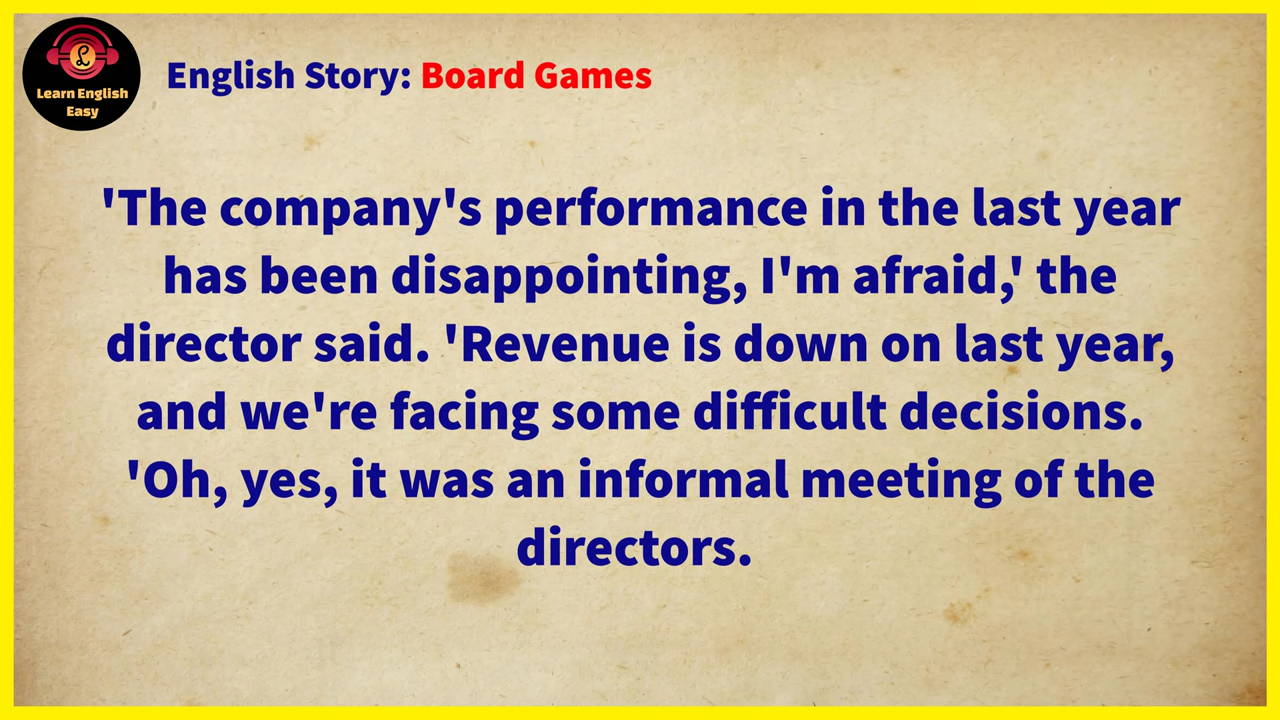 Learn English
Easy
English Story: Board Games
'The company's performance in the last year
has been disappointing, I'm afraid,' the
director said. 'Revenue is down on last year,
and we're facing some difficult decisions.
'Oh, yes, it was an informal meeting of the
directors.